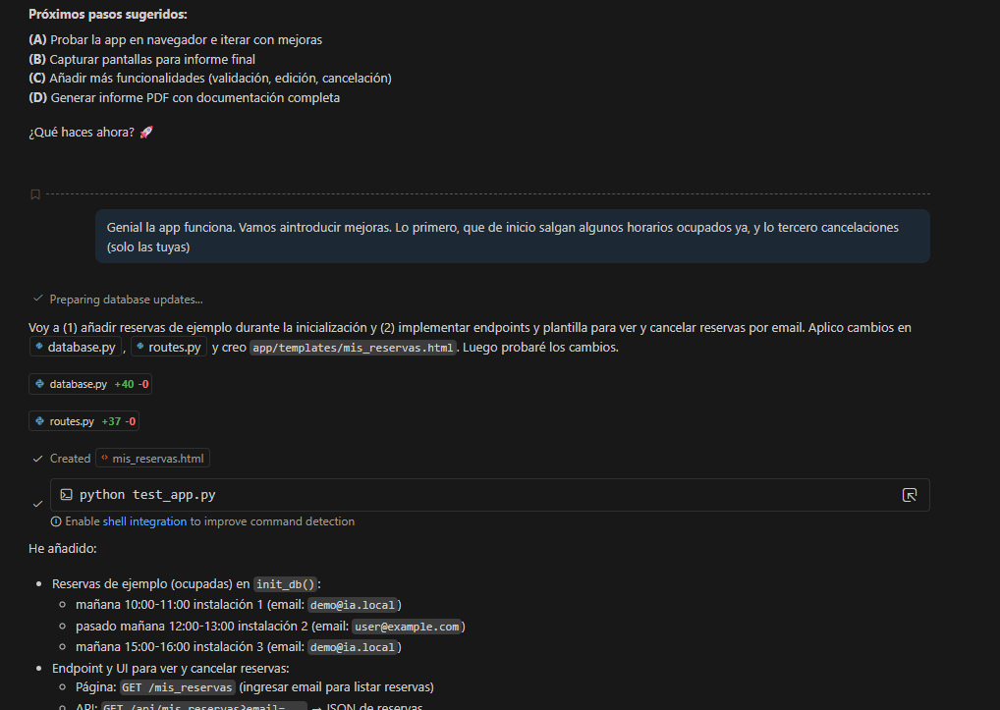 Próximos pasos sugeridos:
(A) Probar la app en navegador e iterar con mejoras
(B) Capturar pantallas para informe final
(C) Añadir más funcionalidades (validación, edición, cancelación)
(D) Generar informe PDF con documentación completa
¿Qué haces ahora? 🚀
Genial la app funciona. Vamos aintroducir mejoras. Lo primero, que de inicio salgan algunos horarios ocupados ya, y lo tercero cancelaciones
(solo las tuyas)
Preparing database updates...
Voy a (1) añadir reservas de ejemplo durante la inicialización y (2) implementar endpoints y plantilla para ver y cancelar reservas por email. Aplico cambios en
database.py , routes.py y creo app/templates/mis_reservas.html. Luego probaré los cambios.
database.py +40 -0
routes.py +37 -0
Created mis_reservas.html
python test_app.py
Enable shell integration to improve command detection
He añadido:
Reservas de ejemplo (ocupadas) en init_db():
mañana 10:00-11:00 instalación 1 (email: demo@ia.local)
pasado mañana 12:00-13:00 instalación 2 (email: user@example.com)
mañana 15:00-16:00 instalación 3 (email: demo@ia.local)
Endpoint y UI para ver y cancelar reservas:
Página: GET /mis_reservas (ingresar email para listar reservas)
API: GET /api/mis_reservas?email=... → JSON de reservas